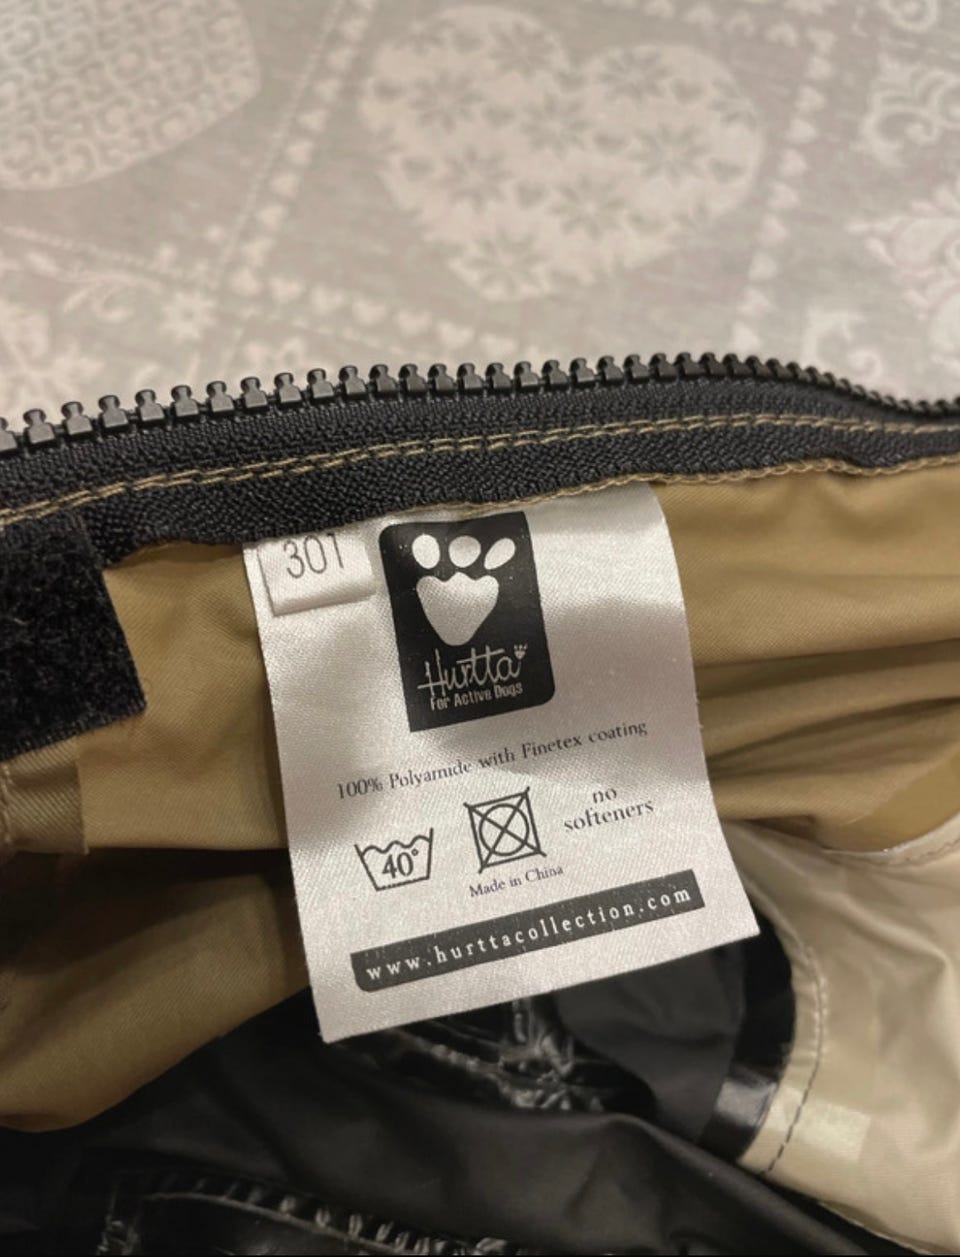 301
Hurtta
For Active Dogs
100% Polyamide with Finetex coating
40°
no
softeners
Made in China
www.hurttacollection.com